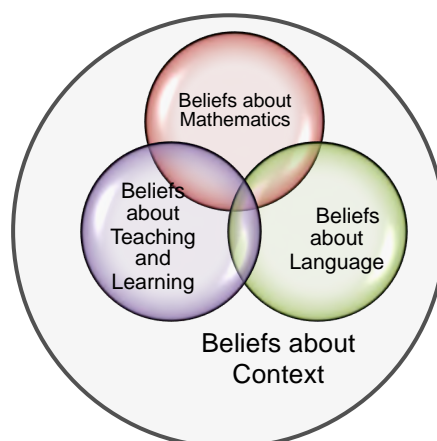 Beliefs about
Mathematics
Beliefs
about
Teaching
and
Learning
Beliefs
about
Language
Beliefs about
Context